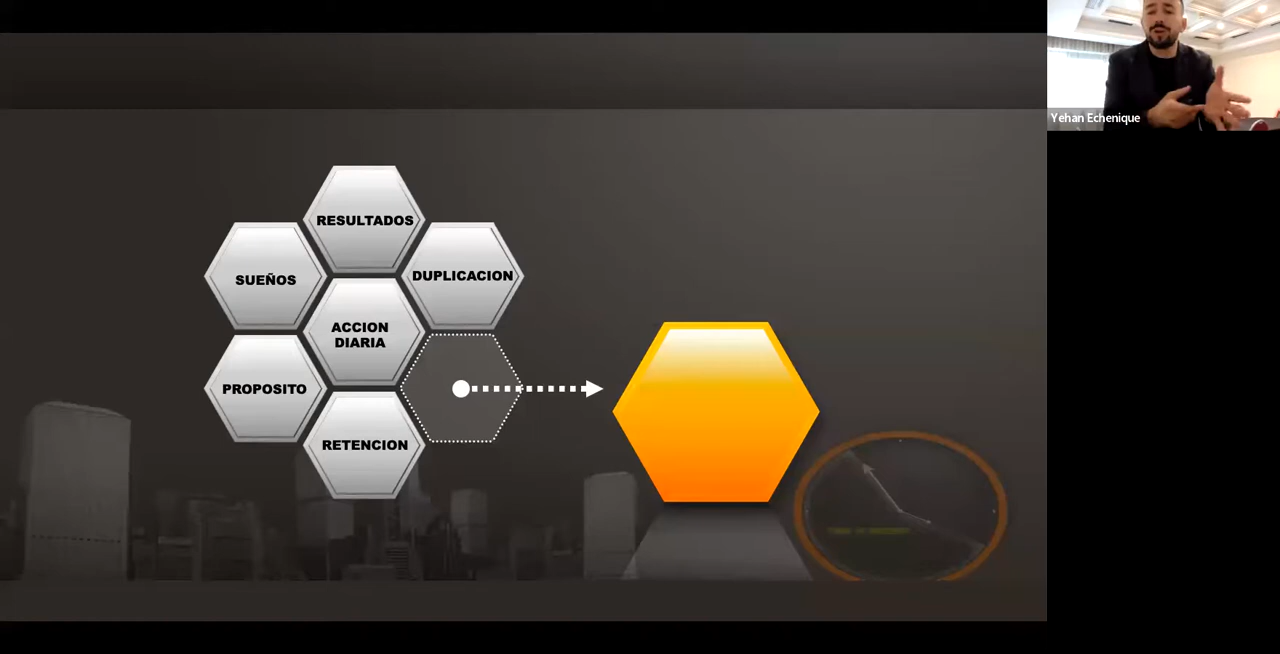 Yehan Echenique
RESULTADOS
SUEÑOS
DUPLICACION
ACCION
DIARIA
PROPOSITO
RETENCION